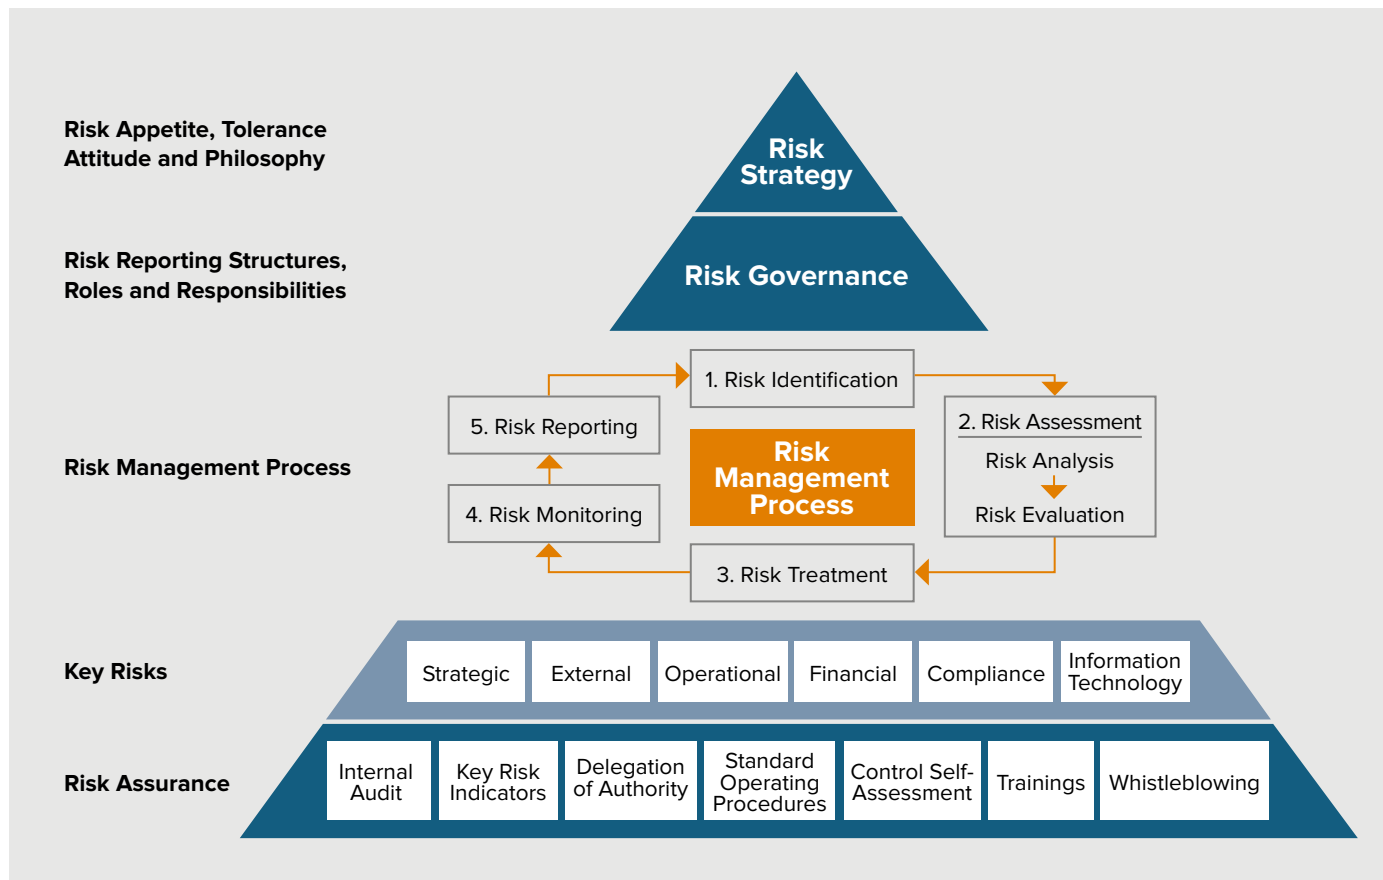 Risk Appetite, Tolerance
Attitude and Philosophy
Risk
Strategy
Risk Reporting Structures,
Roles and Responsibilities
Risk Governance
Risk Management Process
1. Risk Identification
2. Risk Assessment
Risk Analysis
Risk Evaluation
3. Risk Treatment
4. Risk Monitoring
5. Risk Reporting
Risk
Management
Process
Key Risks
Strategic
External
Operational
Financial
Compliance
Information
Technology
Risk Assurance
Internal
Audit
Key Risk
Indicators
Delegation
of Authority
Standard
Operating
Procedures
Control Self-
Assessment
Trainings
Whistleblowing